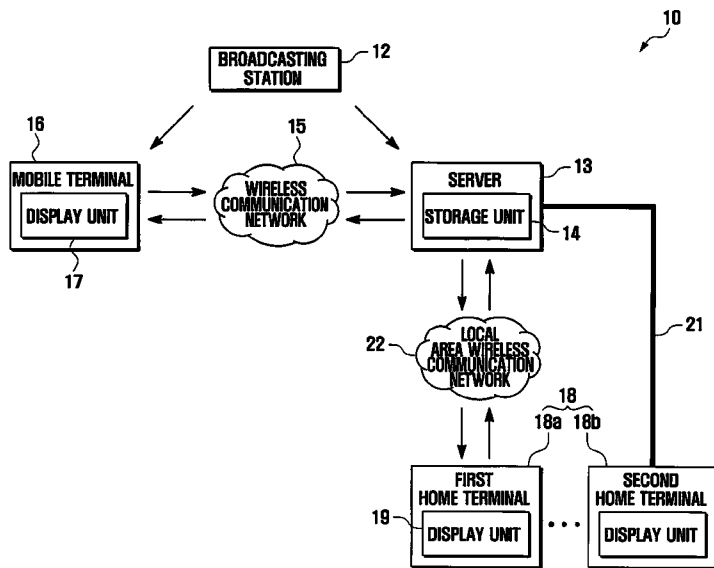 10
BROADCASTING
STATION
12
16
MOBILE TERMINAL
DISPLAY UNIT
17
15
WIRELESS
COMMUNICATION
NETWORK
SERVER
13
STORAGE UNIT
14
22
LOCAL
AREA WIRELESS
COMMUNICATION
NETWORK
21
18
18a 18b
FIRST
HOME TERMINAL
19
DISPLAY UNIT
• • •
SECOND
HOME TERMINAL
DISPLAY UNIT